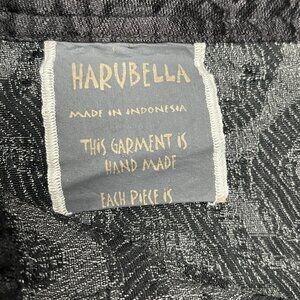 HARUBELLA
MADE IN INDONESIA
THIS GARMENT IS
HAND MADE
EACH PIECE IS